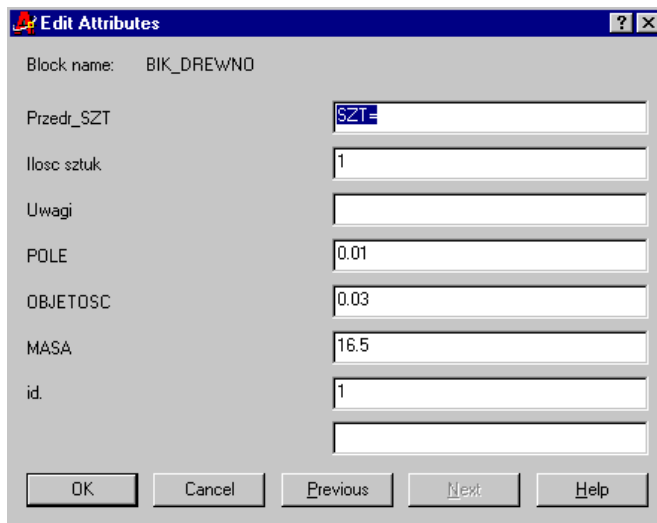 Edit Attributes
Block name: BIK_DREWNO
Przedr_SZT SZT=
Ilosc sztuk 1
Uwagi
POLE 0.01
OBJETOSC 0.03
MASA 16.5
id. 1
OK Cancel Previous Next Help